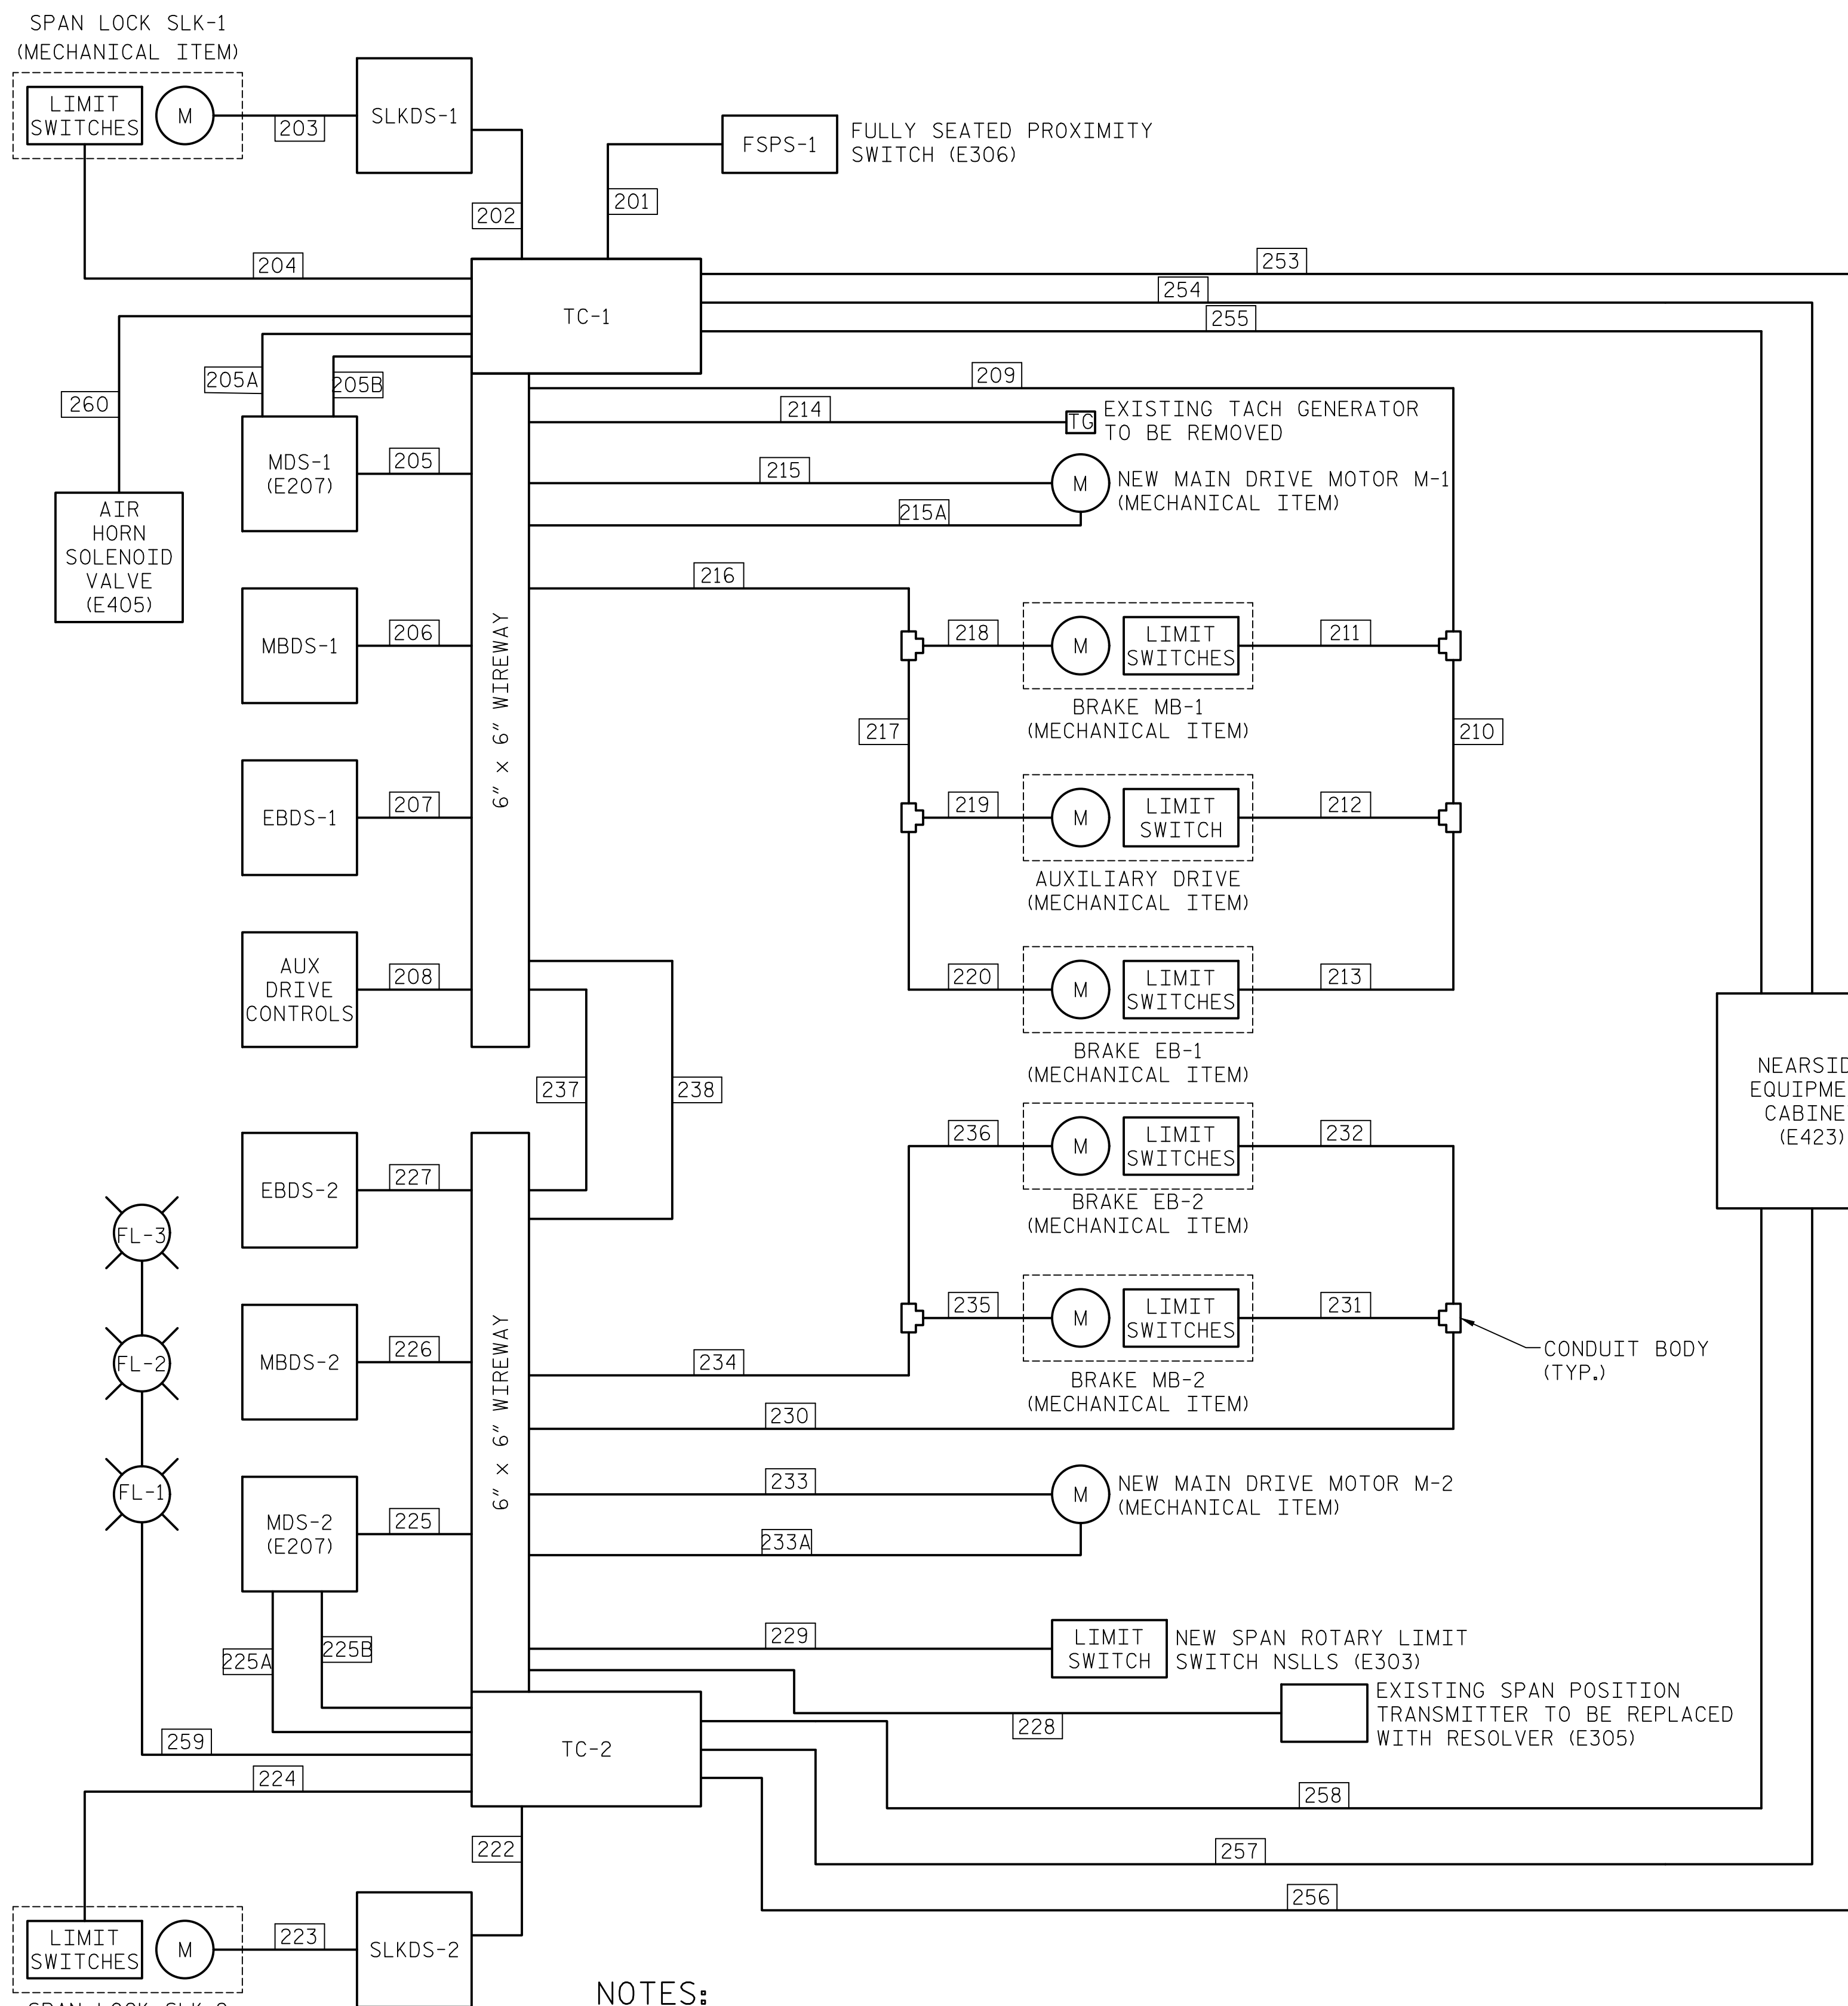 SPAN LOCK SLK-1
(MECHANICAL ITEM)
LIMIT
SWITCHES
M
203
SLKDS-1
FSPS-1
FULLY SEATED PROXIMITY
SWITCH (E306)
202
201
204
TC-1
253
254
255
260
205A
205B
209
214
TG
EXISTING TACH GENERATOR
TO BE REMOVED
MDS-1
(E207)
205
215
M
NEW MAIN DRIVE MOTOR M-1
(MECHANICAL ITEM)
215A
AIR
HORN
SOLENOID
VALVE
(E405)
216
MBDS-1
206
6" x 6" WIREWAY
218
M
LIMIT
SWITCHES
211
BRAKE MB-1
(MECHANICAL ITEM)
217
210
EBDS-1
207
219
M
LIMIT
SWITCH
212
AUXILIARY DRIVE
(MECHANICAL ITEM)
AUX
DRIVE
CONTROLS
208
220
M
LIMIT
SWITCHES
213
BRAKE EB-1
(MECHANICAL ITEM)
237
238
NEARSID
EQUIPME
CABINE
(E423)
EBDS-2
227
236
M
LIMIT
SWITCHES
232
BRAKE EB-2
(MECHANICAL ITEM)
FL-3
FL-2
FL-1
MBDS-2
226
6" x 6" WIREWAY
235
M
LIMIT
SWITCHES
231
CONDUIT BODY
(TYP.)
234
BRAKE MB-2
(MECHANICAL ITEM)
230
MDS-2
(E207)
225
233
M
NEW MAIN DRIVE MOTOR M-2
(MECHANICAL ITEM)
233A
225A
225B
229
LIMIT
SWITCH
NEW SPAN ROTARY LIMIT
SWITCH NSLLS (E303)
228
EXISTING SPAN POSITION
TRANSMITTER TO BE REPLACED
WITH RESOLVER (E305)
259
TC-2
224
258
222
257
256
LIMIT
SWITCHES
M
223
SLKDS-2
NOTES: